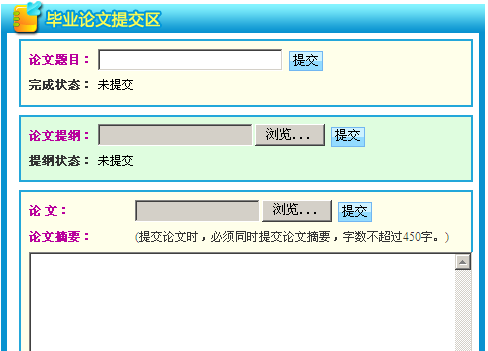 毕业论文提交区
论文题目： 提交
完成状态： 未提交
论文提纲： 浏览... 提交
提纲状态： 未提交
论 文： 浏览... 提交
论文摘要： (提交论文时，必须同时提交论文摘要，字数不超过450字。)